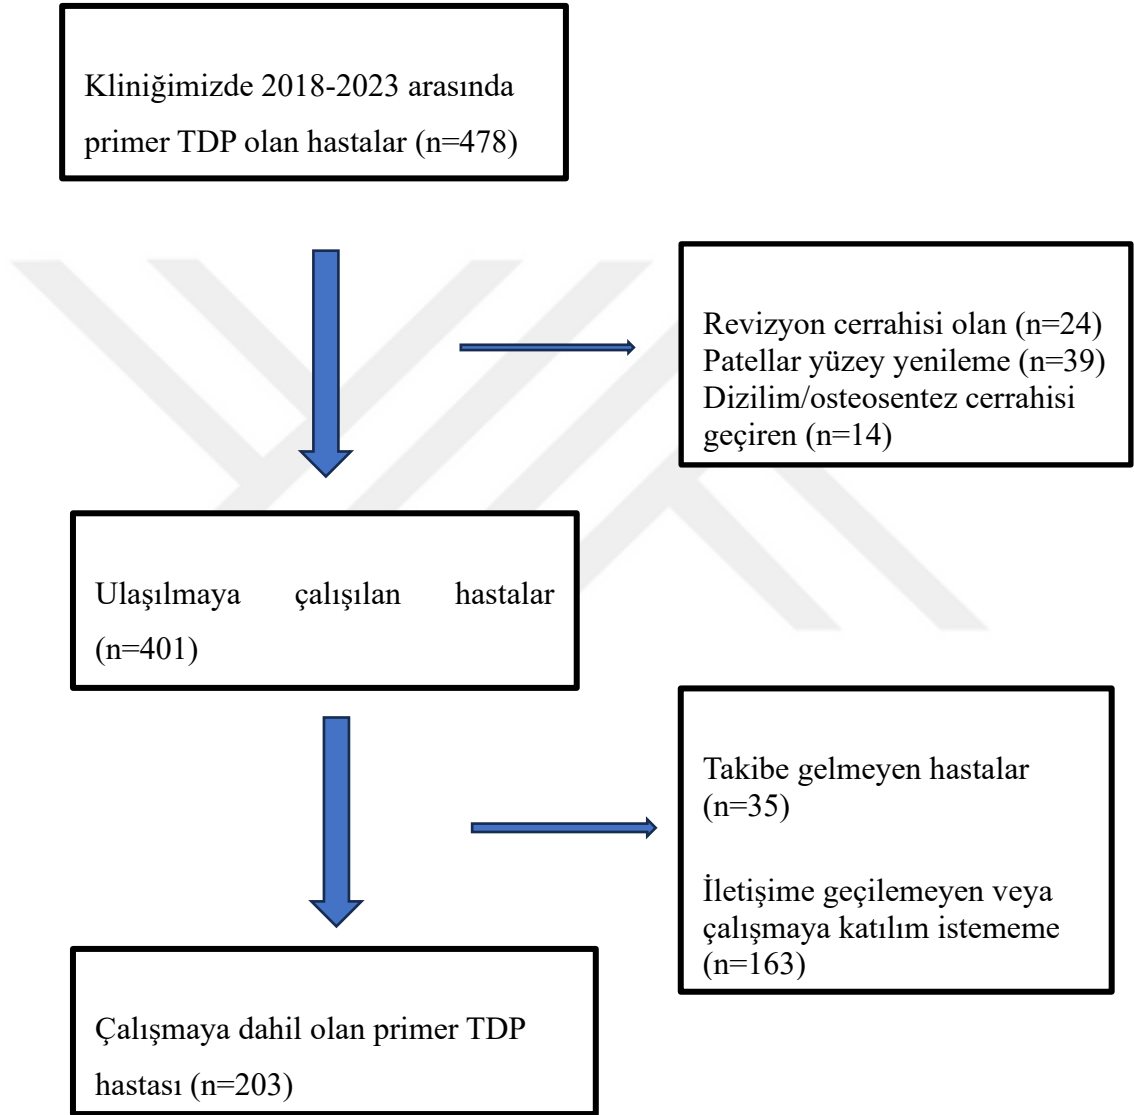 Kliniğimizde 2018-2023 arasında
primer TDP olan hastalar (n=478)
Revizyon cerrahisi olan (n=24)
Patellar yüzey yenileme (n=39)
Dizilim/osteosentez cerrahisi
geçiren (n=14)
Ulaşılmaya çalışılan hastalar
(n=401)
Takibe gelmeyen hastalar
(n=35)
İletişime geçilemeyen veya
çalışmaya katılım istememe
(n=163)
Çalışmaya dahil olan primer TDP
hastası (n=203)